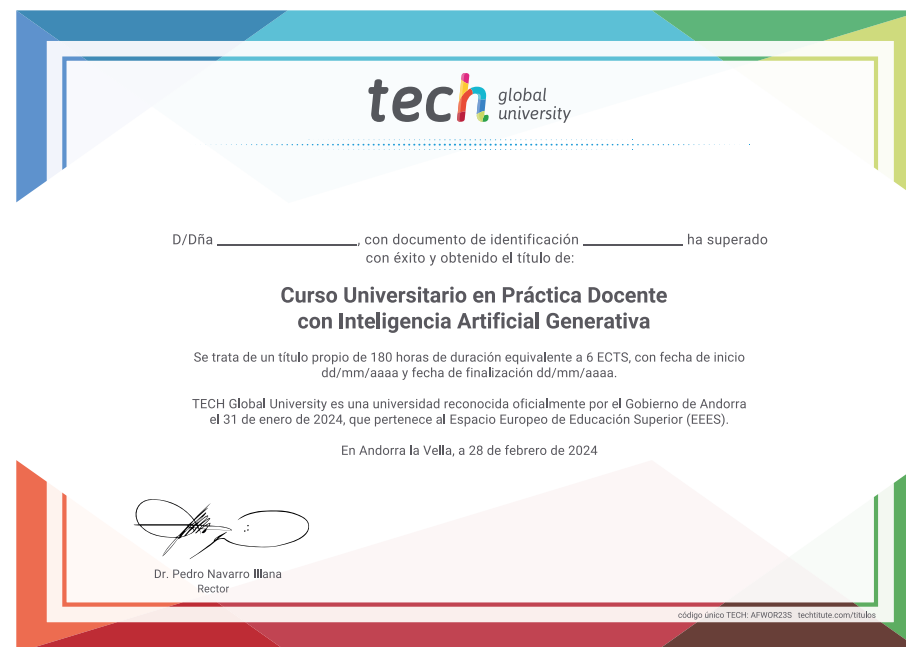 tech global university
D/Dña ______________, con documento de identificación __________ ha superado
con éxito y obtenido el título de:
Curso Universitario en Práctica Docente
con Inteligencia Artificial Generativa
Se trata de un título propio de 180 horas de duración equivalente a 6 ECTS, con fecha de inicio
dd/mm/aaaa y fecha de finalización dd/mm/aaaa.
TECH Global University es una universidad reconocida oficialmente por el Gobierno de Andorra
el 31 de enero de 2024, que pertenece al Espacio Europeo de Educación Superior (EEES).
En Andorra la Vella, a 28 de febrero de 2024
Dr. Pedro Navarro Illana
Rector
código único TECH: AFWOR23S techtitute.com/titulos